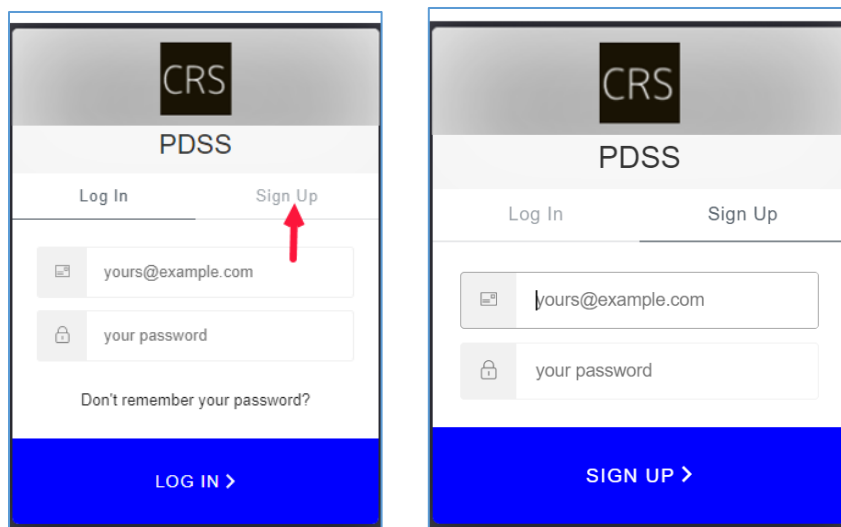 CRS
PDSS
Log In Sign Up
yours@example.com
your password
Don't remember your password?
LOG IN >
CRS
PDSS
Log In Sign Up
yours@example.com
your password
SIGN UP >